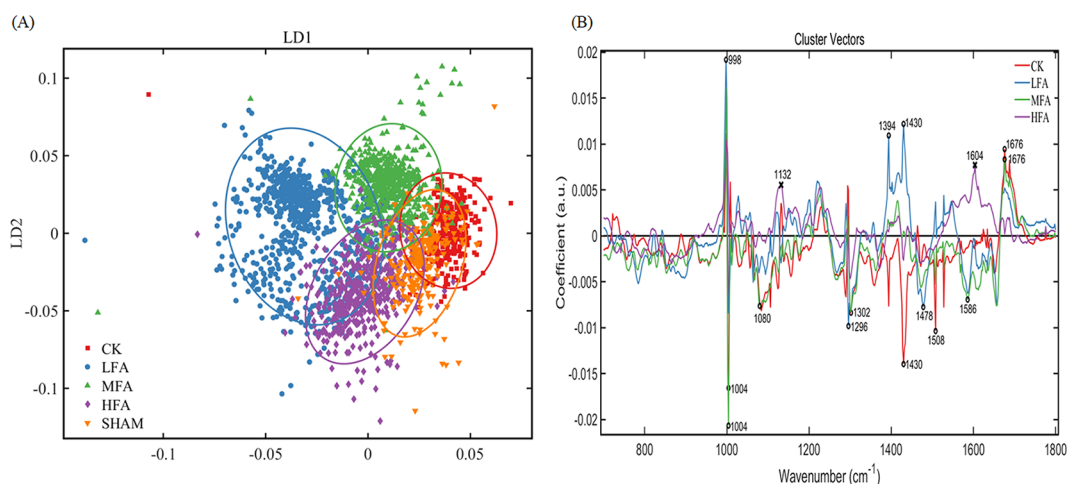 (A)
LD1
0.1
0.05
0
-0.05
-0.1
LD2
CK
LFA
MFA
HFA
SHAM
-0.1
-0.05
0
0.05
(B)
Cluster Vectors
0.02
0.015
0.01
0.005
0
-0.005
-0.01
-0.015
-0.02
Coefficient (a.u.)
CK
LFA
MFA
HFA
998
1394
1430
1676
1676
1604
1132
1080
1302
1296
1478
1586
1508
1430
1004
1004
800
1000
1200
1400
1600
1800
Wavenumber (cm⁻¹)